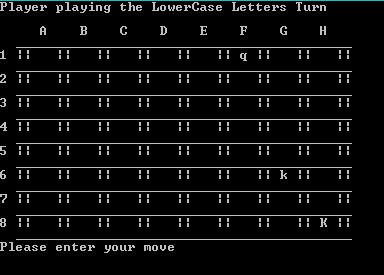 Player playing the LowerCase Letters Turn
A B C D E F G H
1 ¦¦ ¦¦ ¦¦ ¦¦ ¦¦ ¦¦ q ¦¦ ¦¦ ¦¦
2 ¦¦ ¦¦ ¦¦ ¦¦ ¦¦ ¦¦ ¦¦ ¦¦ ¦¦
3 ¦¦ ¦¦ ¦¦ ¦¦ ¦¦ ¦¦ ¦¦ ¦¦ ¦¦
4 ¦¦ ¦¦ ¦¦ ¦¦ ¦¦ ¦¦ ¦¦ ¦¦ ¦¦
5 ¦¦ ¦¦ ¦¦ ¦¦ ¦¦ ¦¦ ¦¦ ¦¦ ¦¦
6 ¦¦ ¦¦ ¦¦ ¦¦ ¦¦ ¦¦ ¦¦ k ¦¦ ¦¦
7 ¦¦ ¦¦ ¦¦ ¦¦ ¦¦ ¦¦ ¦¦ ¦¦ ¦¦
8 ¦¦ ¦¦ ¦¦ ¦¦ ¦¦ ¦¦ ¦¦ ¦¦ K ¦¦
Please enter your move